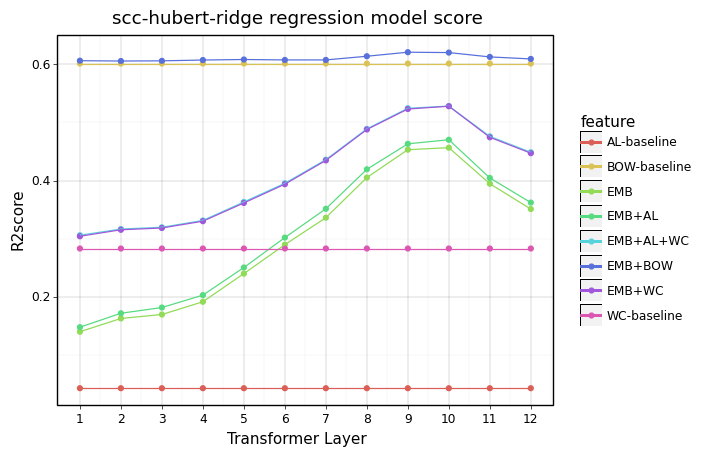 scc-hubert-ridge regression model score
R2score
0.6
0.4
0.2
1 2 3 4 5 6 7 8 9 10 11 12
Transformer Layer
feature
AL-baseline
BOW-baseline
EMB
EMB+AL
EMB+AL+WC
EMB+BOW
EMB+WC
WC-baseline